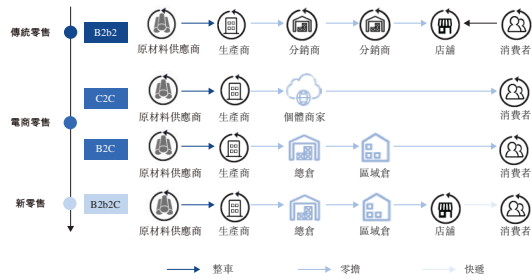 傳統零售 B2b2
原材料供應商 生產商 分銷商 分銷商 店舖 消費者
C2C
原材料供應商 生產商 個體商家 消費者
電商零售
B2C
原材料供應商 生產商 總倉 區域倉 消費者
新零售 B2b2C
原材料供應商 生產商 總倉 區域倉 店舖 消費者
整車 零擔 快遞